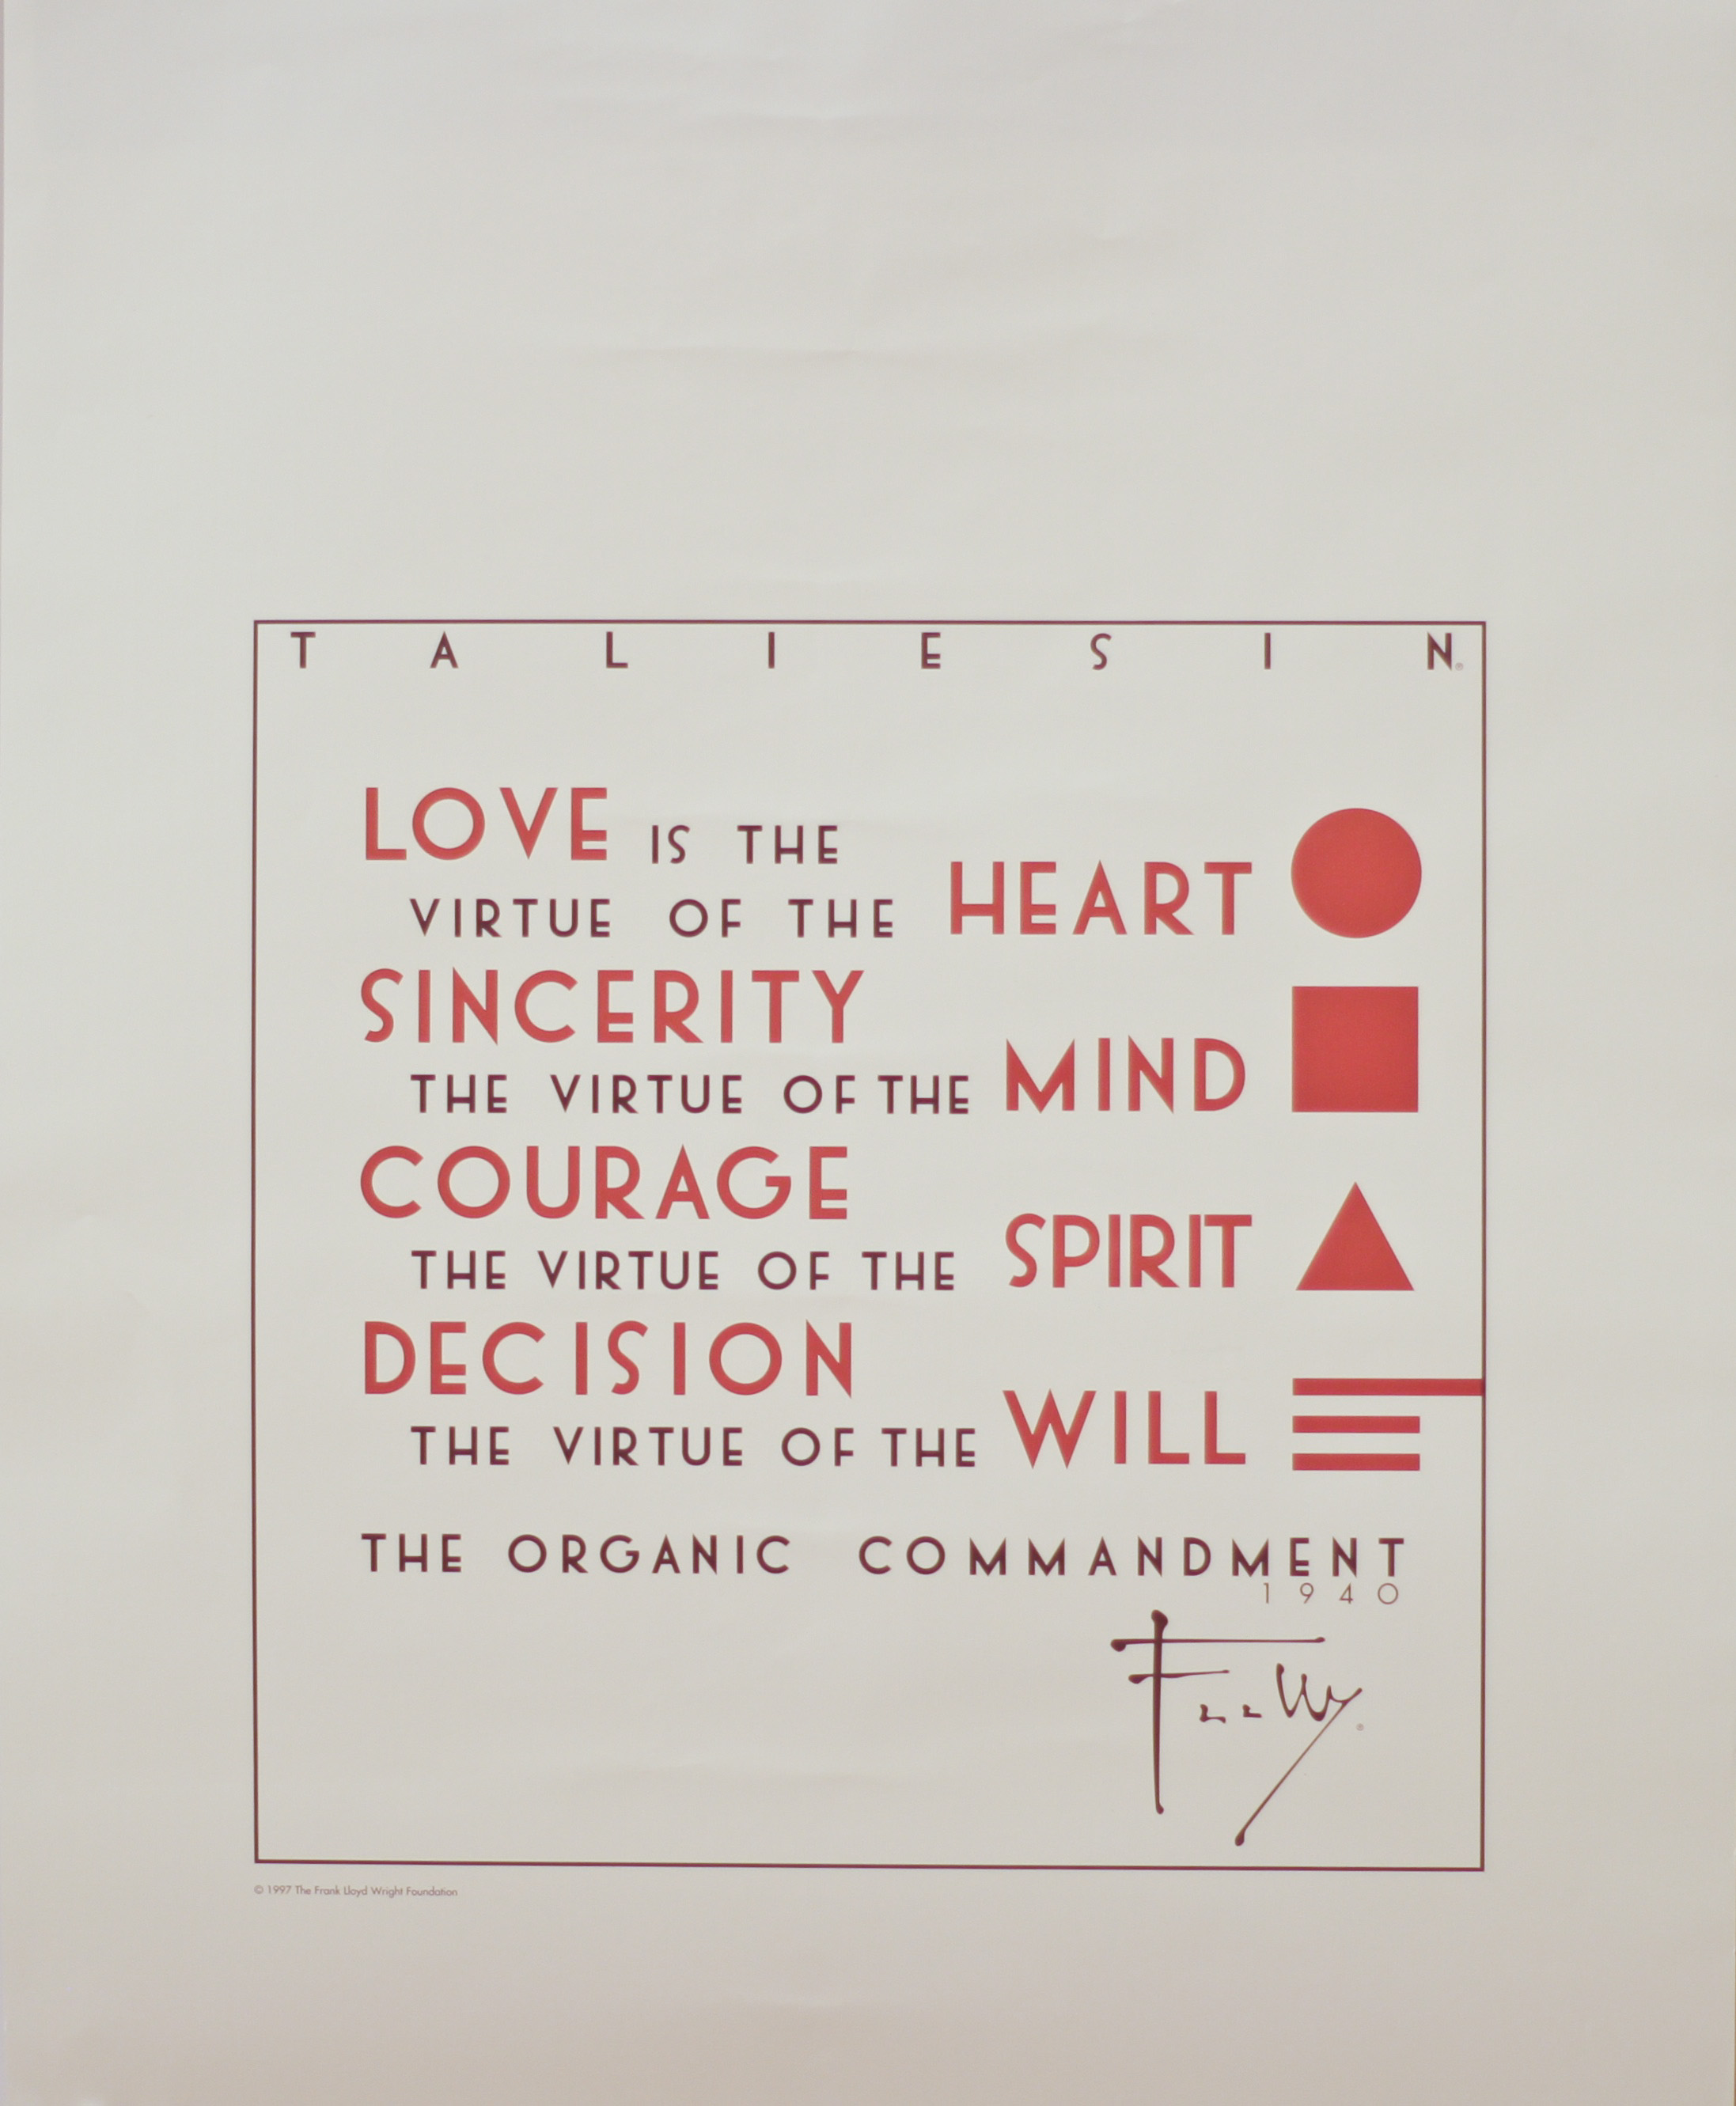 TALIESIN®
LOVE IS THE
VIRTUE OF THE HEART
SINCERITY
THE VIRTUE OF THE MIND
COURAGE
THE VIRTUE OF THE SPIRIT
DECISION
THE VIRTUE OF THE WILL
THE ORGANIC COMMANDMENT
1940
© 1997 The Frank Lloyd Wright Foundation